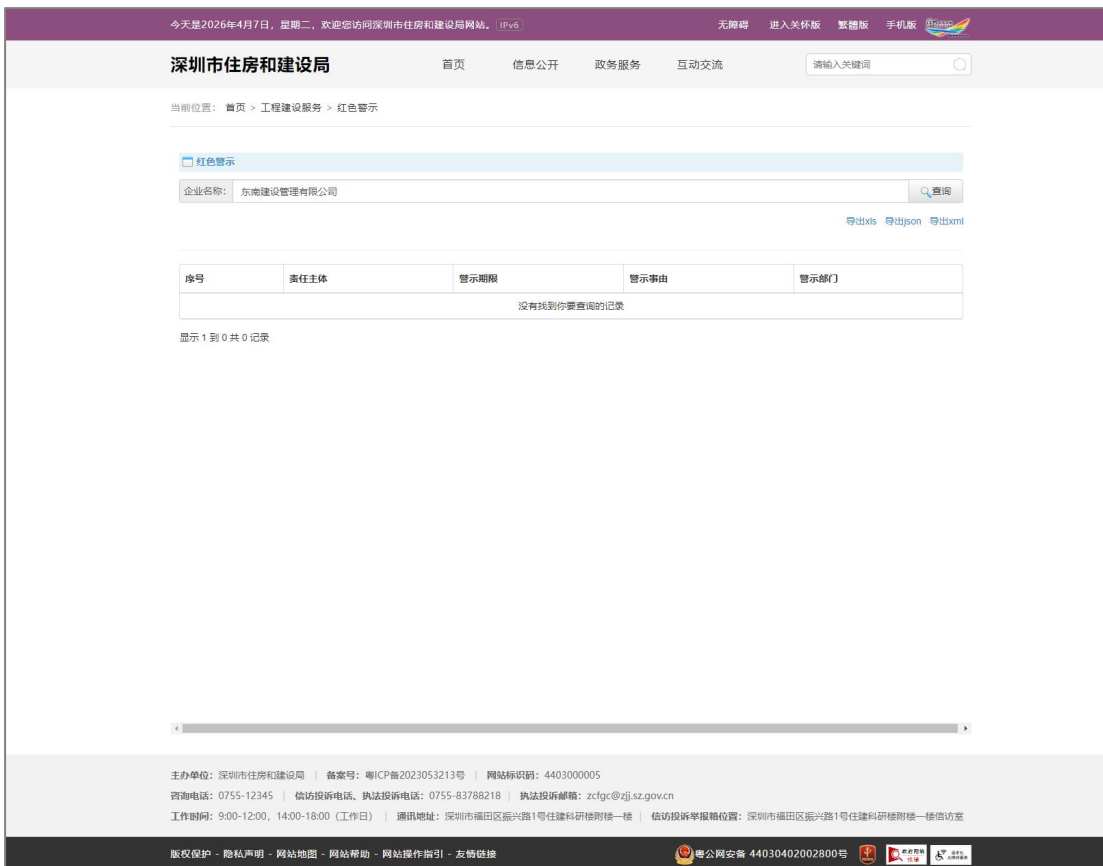 今天是2026年4月7日，星期二，欢迎您访问深圳市住房和建设局网站。 IPv6 无障碍 进入关怀版 繁體版 手机版
深圳市住房和建设局 首页 信息公开 政务服务 互动交流 请输入关键词
当前位置： 首页 > 工程建设服务 > 红色警示
红色警示
企业名称： 东南建设管理有限公司 查询
导出xls 导出json 导出xml
序号 责任主体 警示期限 警示事由 警示部门
没有找到你要查询的记录
显示 1 到 0 共 0 记录
主办单位：深圳市住房和建设局 | 备案号：粤ICP备2023053213号 | 网站标识码：4403000005
咨询电话：0755-12345 | 信访投诉电话、执法投诉电话：0755-83788218 | 执法投诉邮箱：zcfgc@zjj.sz.gov.cn
工作时间：9:00-12:00，14:00-18:00（工作日） | 通讯地址：深圳市福田区振兴路1号住建科研楼附楼一楼 | 信访投诉举报箱位置：深圳市福田区振兴路1号住建科研楼附楼一楼信访室
版权保护 - 隐私声明 - 网站地图 - 网站帮助 - 网站操作指引 - 友情链接 粤公网安备 44030402002800号 政府网站 找错